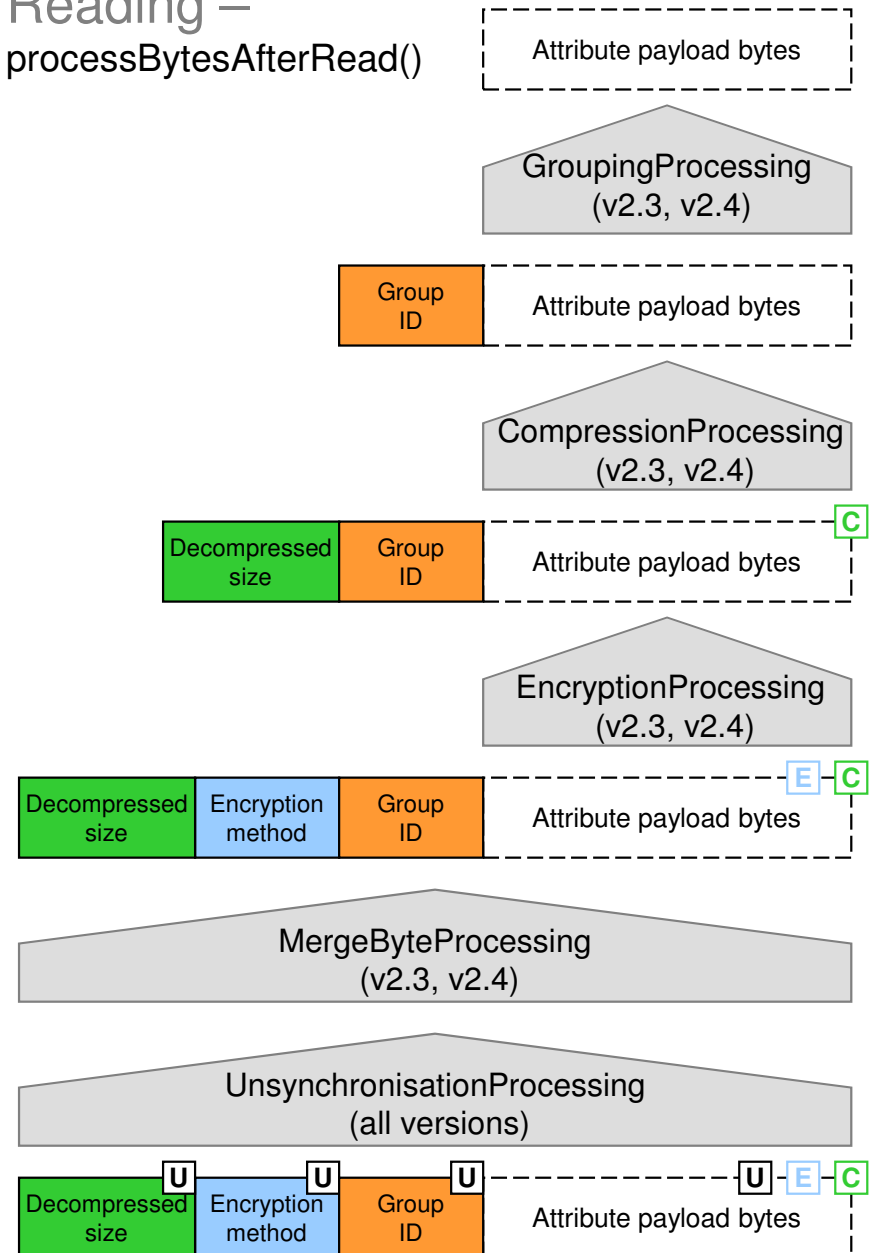 Reading –
processBytesAfterRead()
Attribute payload bytes
GroupingProcessing
(v2.3, v2.4)
Group
ID
Attribute payload bytes
CompressionProcessing
(v2.3, v2.4)
C
Decompressed
size
Group
ID
Attribute payload bytes
EncryptionProcessing
(v2.3, v2.4)
E
C
Decompressed
size
Encryption
method
Group
ID
Attribute payload bytes
MergeByteProcessing
(v2.3, v2.4)
UnsynchronisationProcessing
(all versions)
U
U
U
U
E
C
Decompressed
size
Encryption
method
Group
ID
Attribute payload bytes